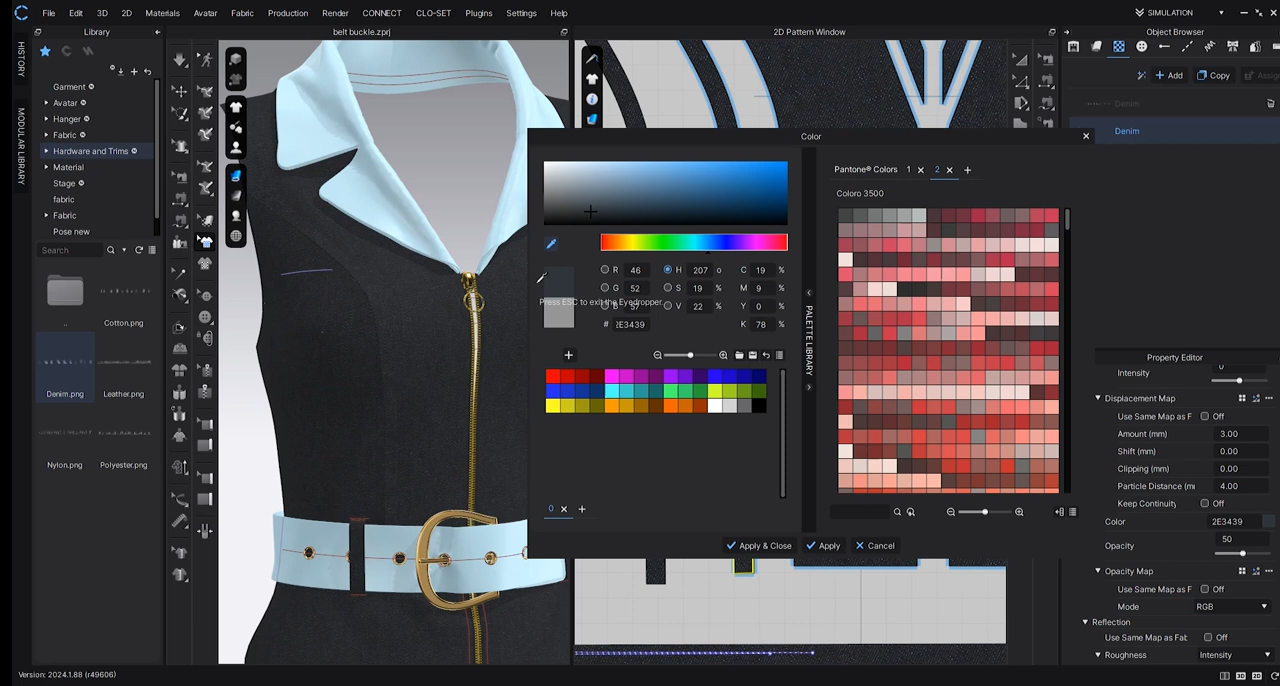 File Edit 3D 2D Materials Avatar Fabric Production Render CONNECT CLO-SET Plugins Settings Help SIMULATION
Library
belt buckle.zprj
2D Pattern Window
Object Browser
HISTORY
MODULAR LIBRARY
Garment
Avatar
Hanger
Fabric
Hardware and Trims
Material
Stage
fabric
Fabric
Pose new
Search
..
Cotton.png
Denim.png
Leather.png
Nylon.png
Polyester.png
Add
Copy
Denim
Denim
Color
Pantone® Colors 1 2
Coloro 3500
R 46 H 207 o C 19 %
G 52 S 19 % M 9 %
B 57 V 22 % Y 0 %
Press ESC to exit the Eyedropper.
# 2E3439 K 78 %
PALETTE LIBRARY
0
Apply & Close Apply Cancel
Property Editor
Intensity 0
Displacement Map
Use Same Map as F Off
Amount (mm) 3.00
Shift (mm) 0.00
Clipping (mm) 0.00
Particle Distance (m 4.00
Keep Continuity Off
Color 2E3439
Opacity 50
Opacity Map
Use Same Map as F Off
Mode RGB
Reflection
Use Same Map as Fat Off
Roughness Intensity
Version: 2024.1.88 (r49606)
3D 2D